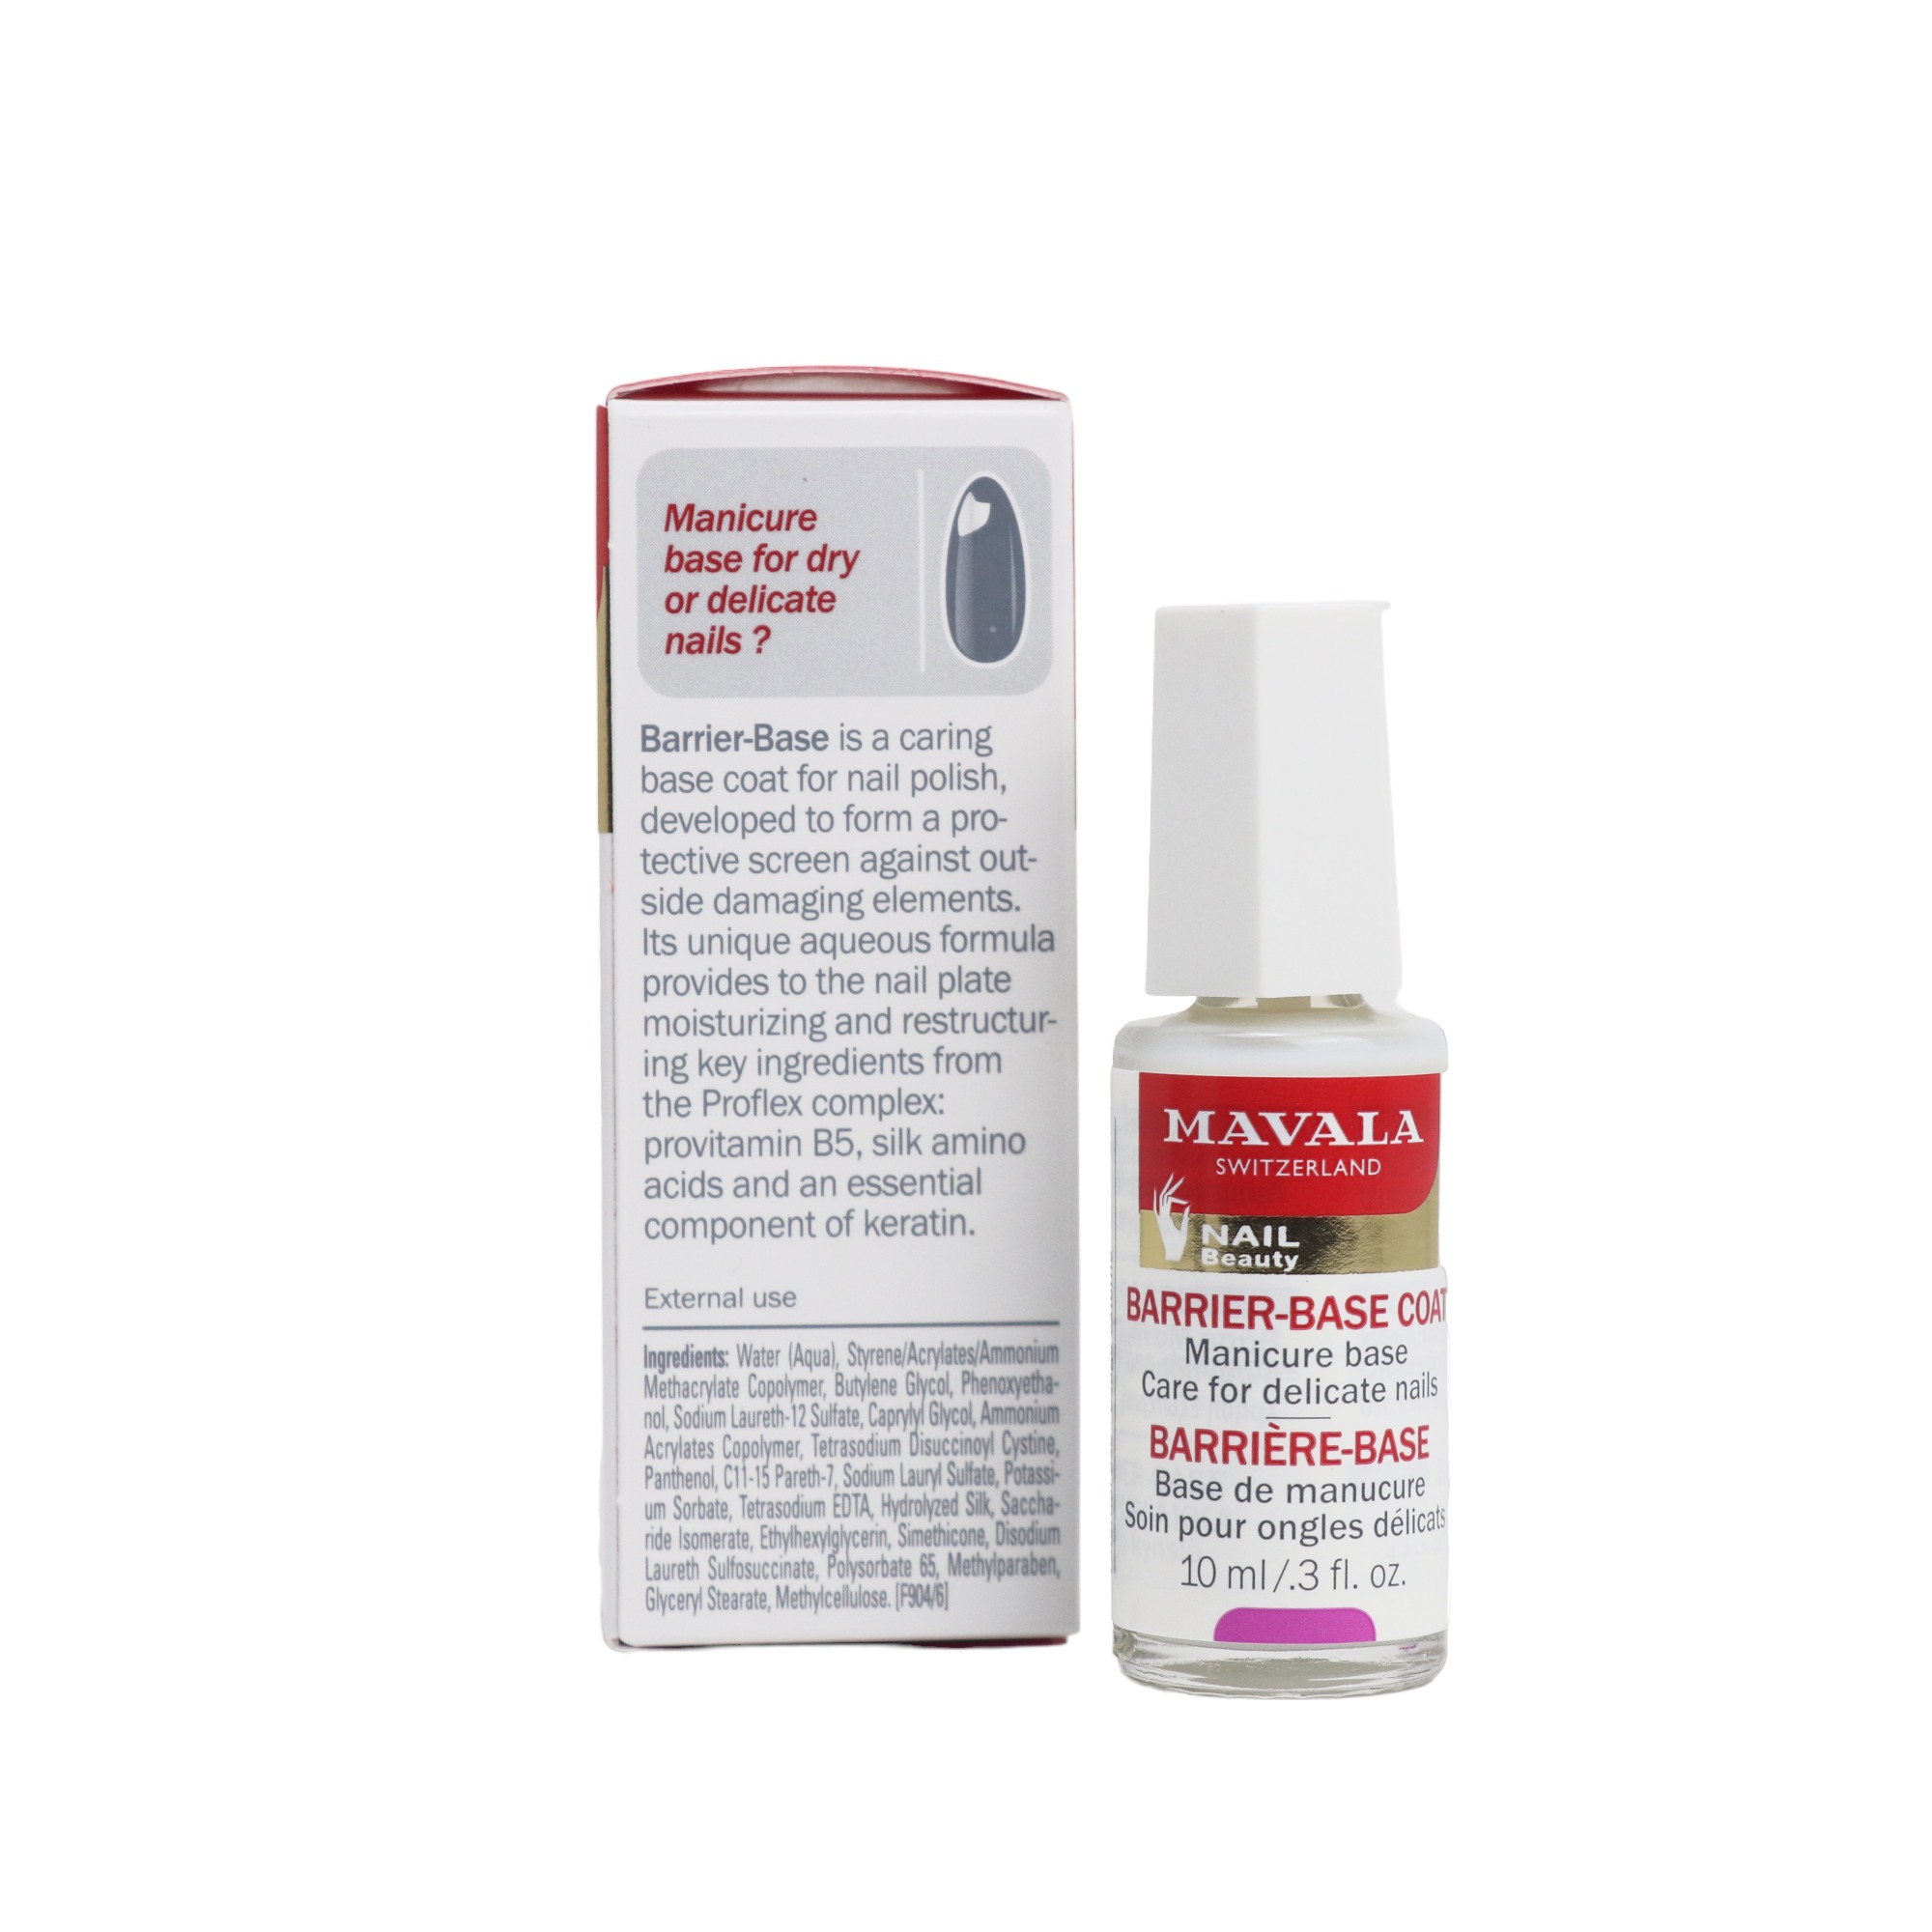 Manicure
base for dry
or delicate
nails ?
Barrier-Base is a caring
base coat for nail polish,
developed to form a pro-
tective screen against out-
side damaging elements.
Its unique aqueous formula
provides to the nail plate
moisturizing and restructur-
ing key ingredients from
the Proflex complex:
provitamin B5, silk amino
acids and an essential
component of keratin.
External use
Ingredients: Water (Aqua), Styrene/Acrylates/Ammonium
Methacrylate Copolymer, Butylene Glycol, Phenoxyetha-
nol, Sodium Laureth-12 Sulfate, Caprylyl Glycol, Ammonium
Acrylates Copolymer, Tetrasodium Disuccinoyl Cystine,
Panthenol, C11-15 Pareth-7, Sodium Lauryl Sulfate, Potassi-
um Sorbate, Tetrasodium EDTA, Hydrolyzed Silk, Saccha-
ride Isomerate, Ethylhexylglycerin, Simethicone, Disodium
Laureth Sulfosuccinate, Polysorbate 65, Methylparaben,
Glyceryl Stearate, Methylcellulose. [F904/6]
MAVALA
SWITZERLAND
NAIL
Beauty
BARRIER-BASE COAT
Manicure base
Care for delicate nails
BARRIÈRE-BASE
Base de manucure
Soin pour ongles délicats
10 ml/.3 fl. oz.